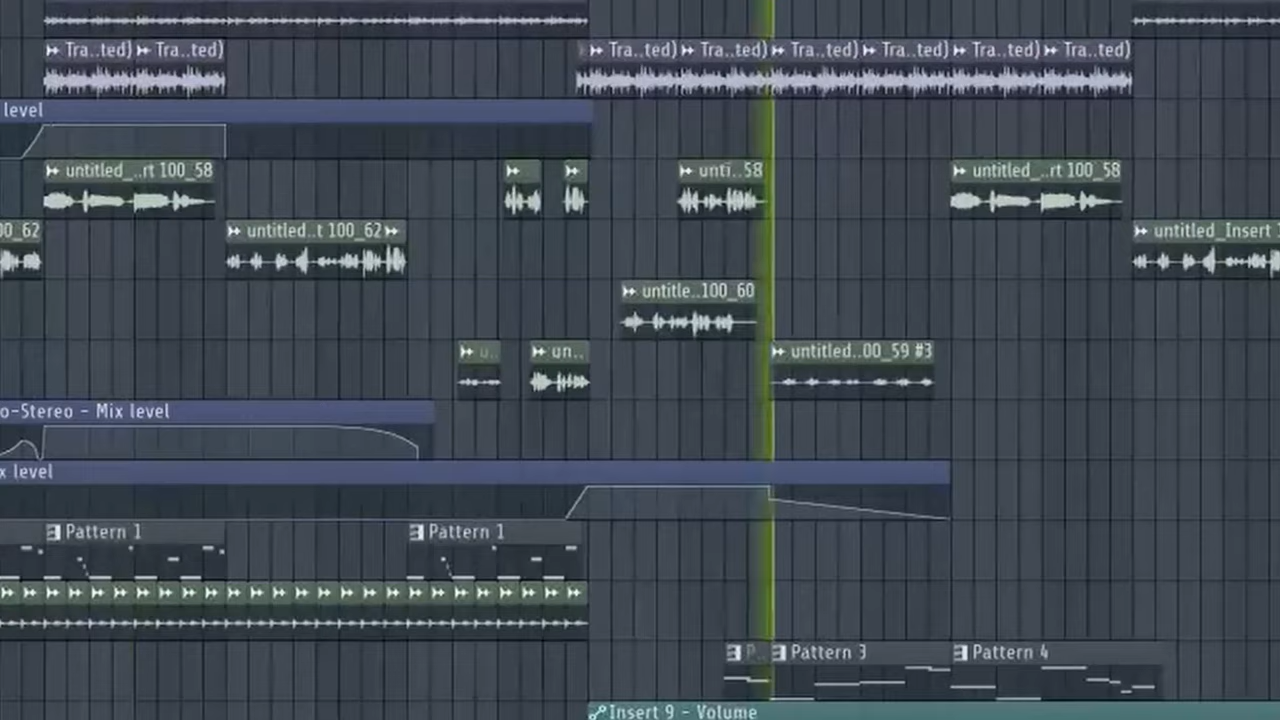 Tra..ted) Tra..ted) Tra..ted) Tra..ted) Tra..ted) Tra..ted) Tra..ted) Tra..ted)
level
untitled_..rt 100_58 unti..58 untitled_..rt 100_58
00_62 untitled..t 100_62 untitled_Insert
untitle..100_60
u.. un.. untitled..00_59 #3
o-Stereo - Mix level
x level
Pattern 1 Pattern 1
P.. Pattern 3 Pattern 4
Insert 9 - Volume